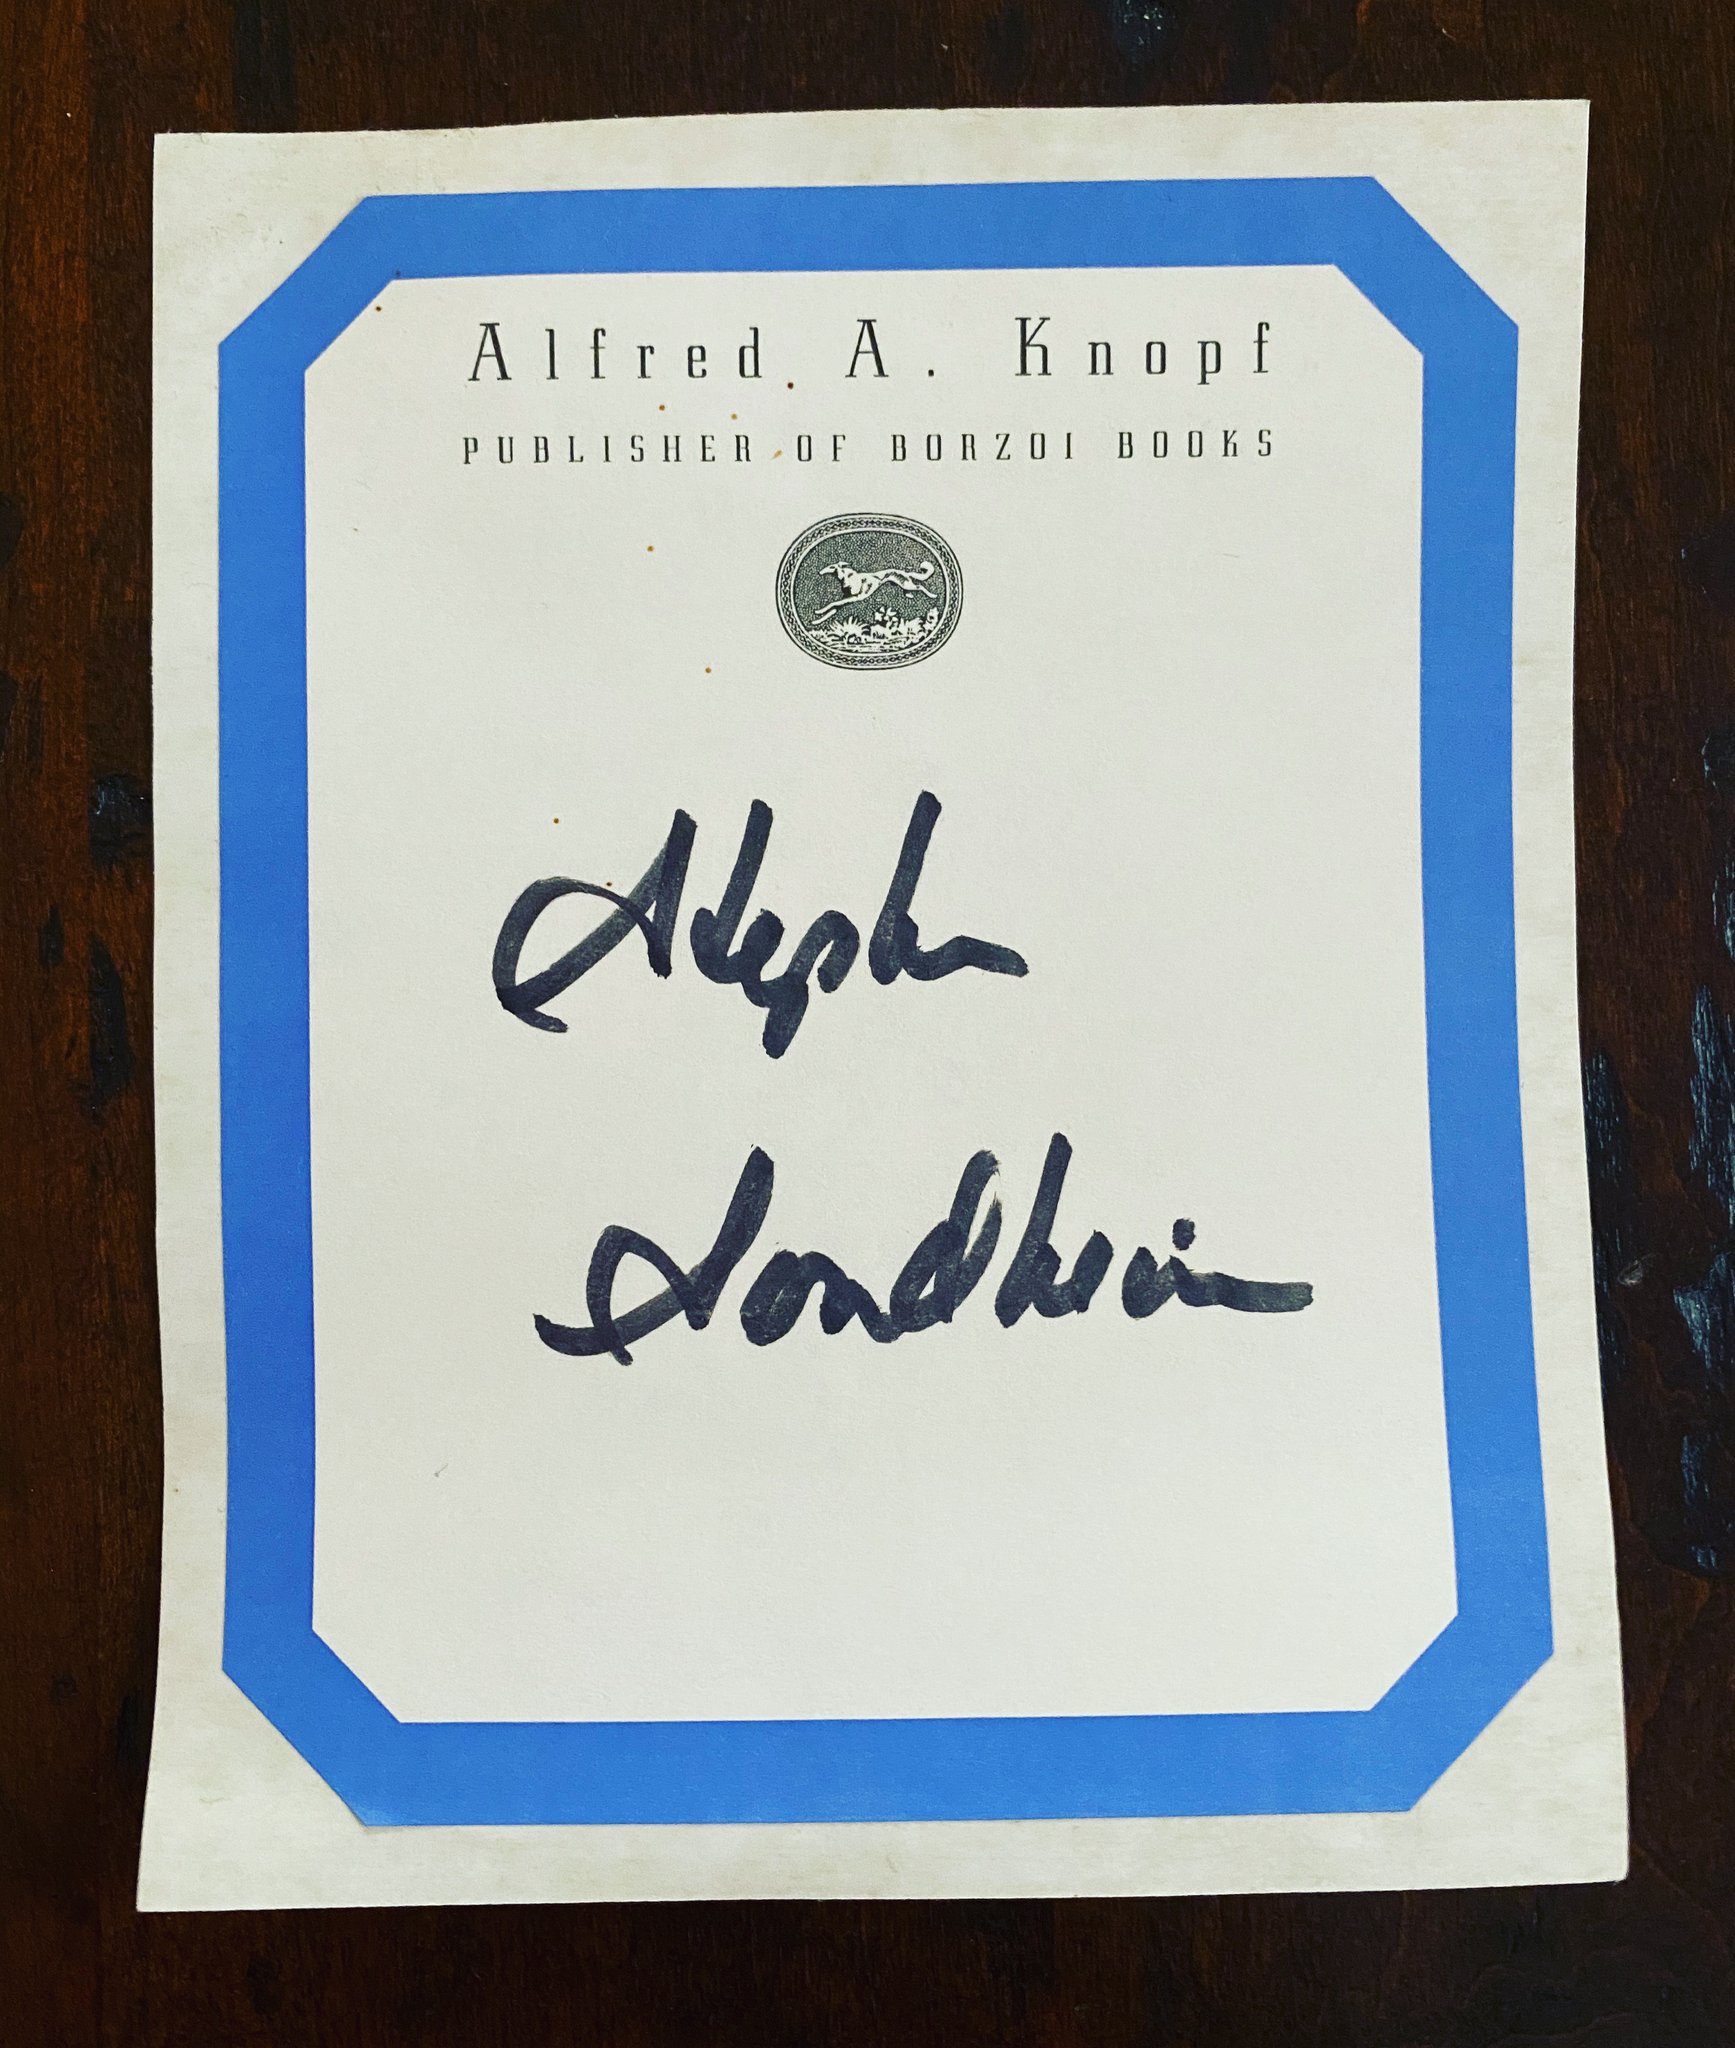 Alfred A. Knopf
PUBLISHER OF BORZOI BOOKS
Stephen
Sondheim